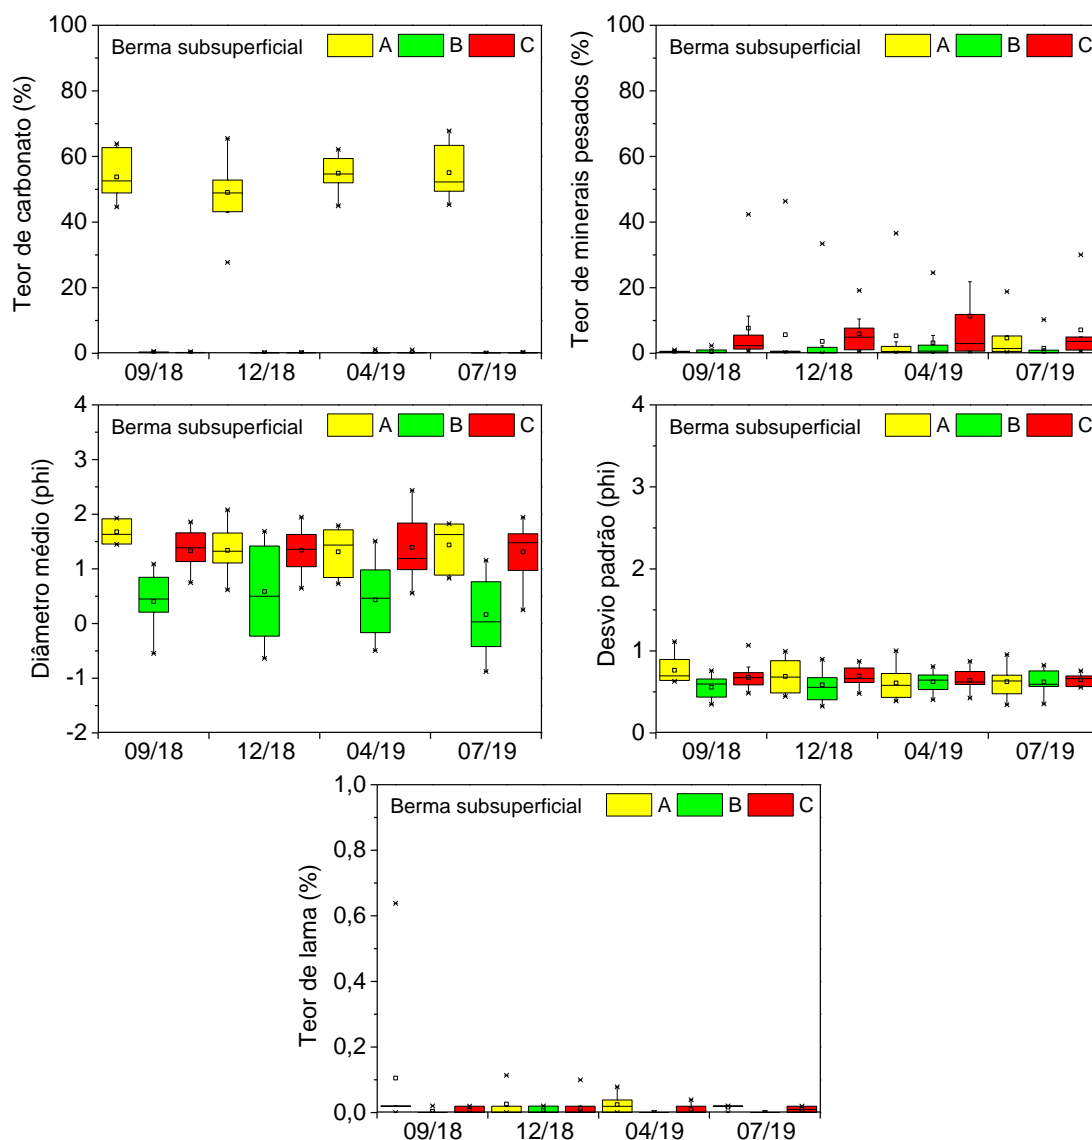 Teor de carbonato (%)
Berma subsuperficial A B C
100
80
60
40
20
0
09/18 12/18 04/19 07/19
Teor de minerais pesados (%)
Berma subsuperficial A B C
100
80
60
40
20
0
09/18 12/18 04/19 07/19
Diâmetro médio (phi)
Berma subsuperficial A B C
4
3
2
1
0
-1
-2
09/18 12/18 04/19 07/19
Desvio padrão (phi)
Berma subsuperficial A B C
4
3
2
1
0
09/18 12/18 04/19 07/19
Teor de lama (%)
Berma subsuperficial A B C
1,0
0,8
0,6
0,4
0,2
0,0
09/18 12/18 04/19 07/19